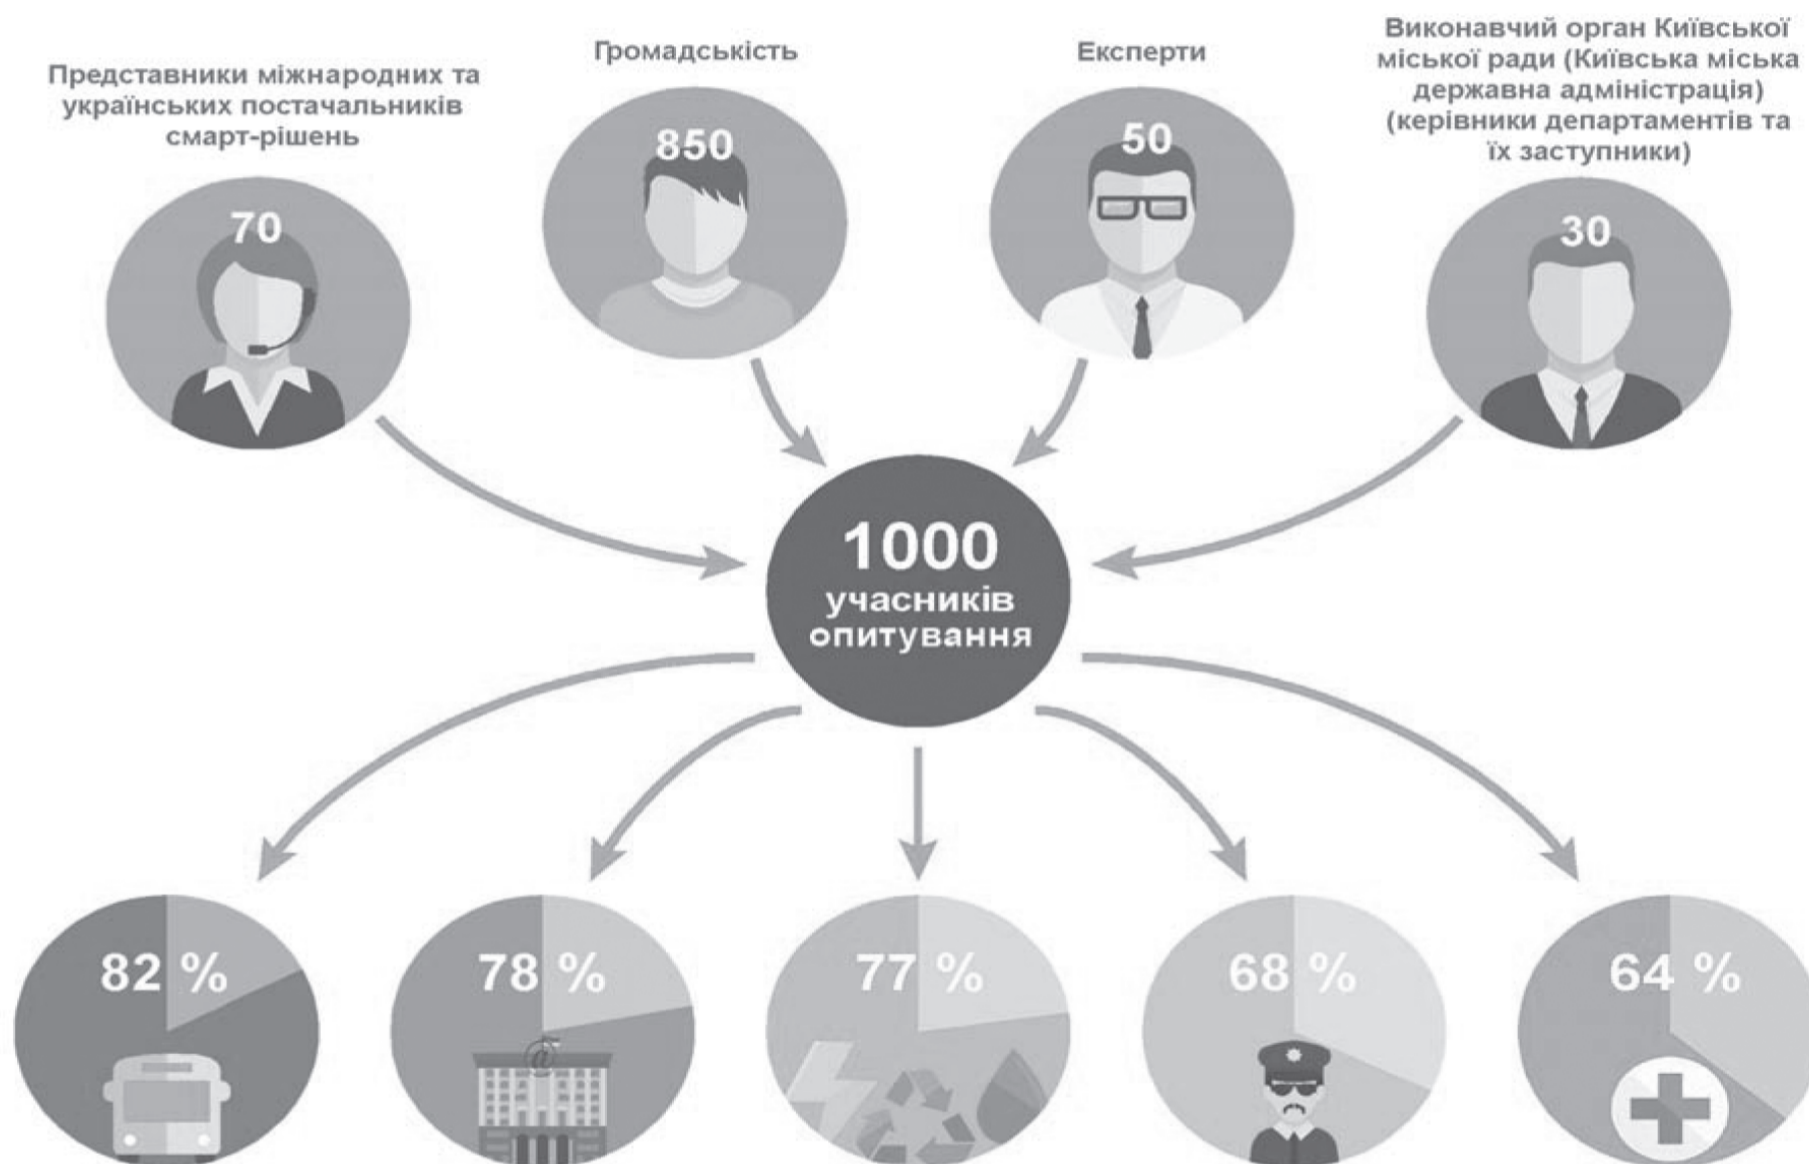 Представники міжнародних та
українських постачальників
смарт-рішень
Громадськість
Експерти
Виконавчий орган Київської
міської ради (Київська міська
державна адміністрація)
(керівники департаментів та
їх заступники)
70
850
50
30
1000
учасників
опитування
82 %
78 %
77 %
68 %
64 %
@